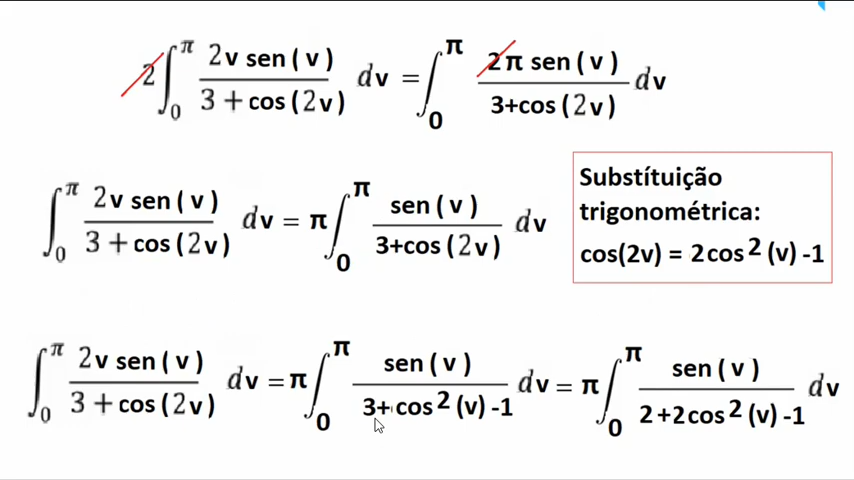 2∫₀^π 2v sen(v) / 3+cos(2v) dv = ∫₀^π 2π sen(v) / 3+cos(2v) dv
∫₀^π 2v sen(v) / 3+cos(2v) dv = π∫₀^π sen(v) / 3+cos(2v) dv
Substítuição
trigonométrica:
cos(2v) = 2cos²(v) -1
∫₀^π 2v sen(v) / 3+cos(2v) dv = π∫₀^π sen(v) / 3+cos²(v) -1 dv = π∫₀^π sen(v) / 2+2cos²(v) -1 dv